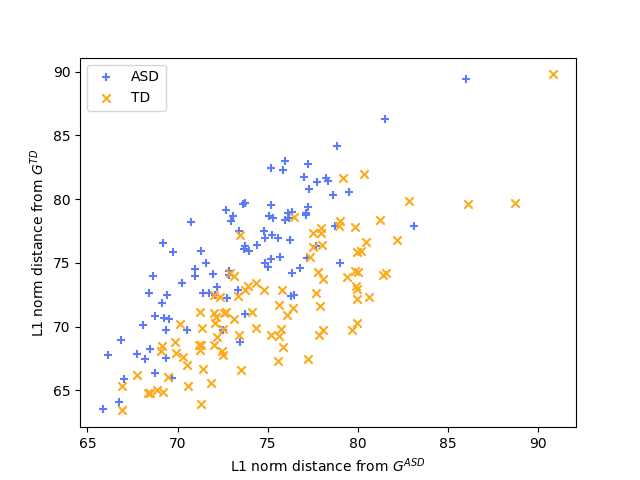 ASD
TD
L1 norm distance from G^{TD}
90
85
80
75
70
65
65 70 75 80 85 90
L1 norm distance from G^{ASD}